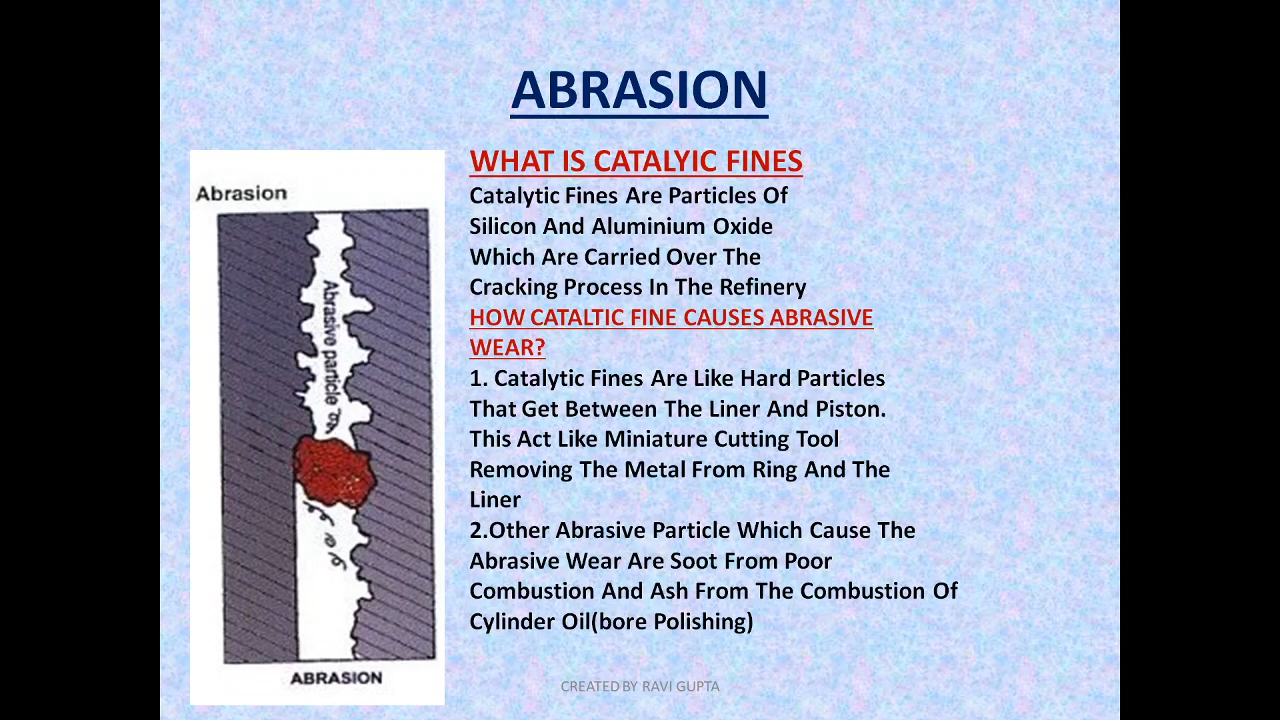 ABRASION
Abrasion
Abrasive particle
ABRASION
WHAT IS CATALYIC FINES
Catalytic Fines Are Particles Of
Silicon And Aluminium Oxide
Which Are Carried Over The
Cracking Process In The Refinery
HOW CATALTIC FINE CAUSES ABRASIVE
WEAR?
1. Catalytic Fines Are Like Hard Particles
That Get Between The Liner And Piston.
This Act Like Miniature Cutting Tool
Removing The Metal From Ring And The
Liner
2.Other Abrasive Particle Which Cause The
Abrasive Wear Are Soot From Poor
Combustion And Ash From The Combustion Of
Cylinder Oil(bore Polishing)
CREATED BY RAVI GUPTA